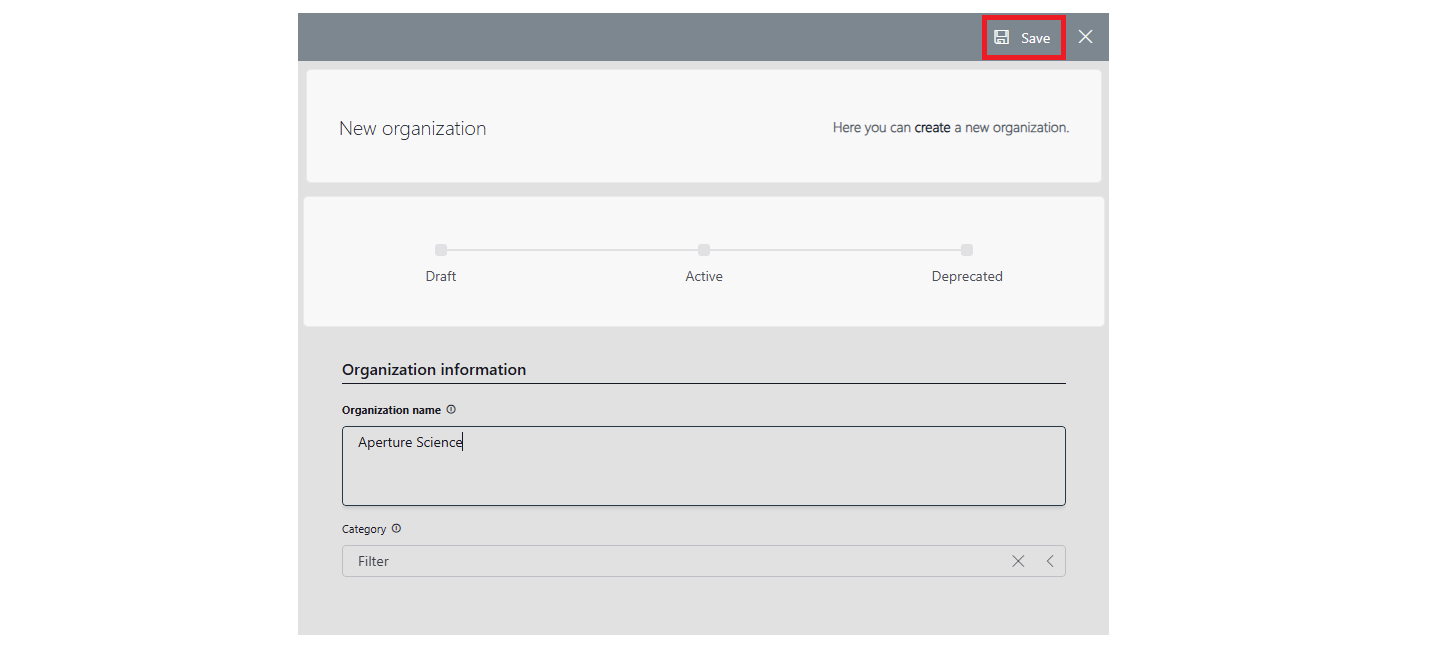 Save
New organization
Here you can create a new organization.
Draft
Active
Deprecated
Organization information
Organization name
Aperture Science
Category
Filter